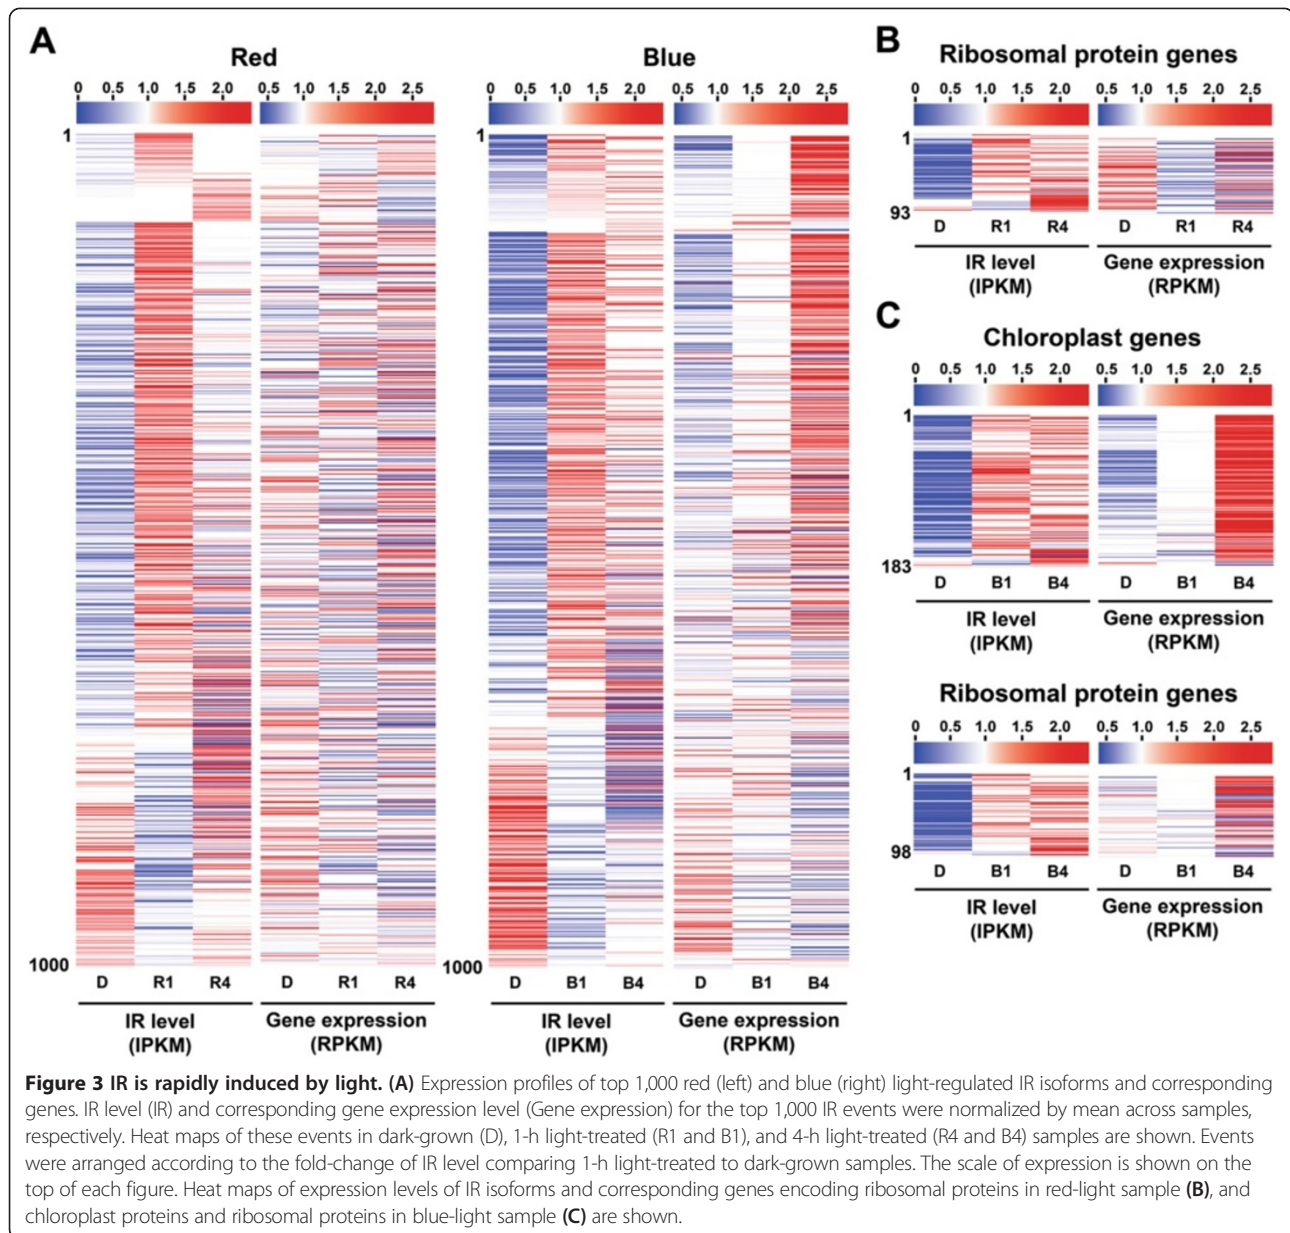 A
Red
Blue
0 0.5 1.0 1.5 2.0
0.5 1.0 1.5 2.0 2.5
0 0.5 1.0 1.5 2.0
0.5 1.0 1.5 2.0 2.5
1
1000
1
1000
D R1 R4
D R1 R4
D B1 B4
D B1 B4
IR level
(IPKM)
Gene expression
(RPKM)
IR level
(IPKM)
Gene expression
(RPKM)
B
Ribosomal protein genes
0 0.5 1.0 1.5 2.0
0.5 1.0 1.5 2.0 2.5
1
93
D R1 R4
D R1 R4
IR level
(IPKM)
Gene expression
(RPKM)
C
Chloroplast genes
0 0.5 1.0 1.5 2.0
0.5 1.0 1.5 2.0 2.5
1
183
D B1 B4
D B1 B4
IR level
(IPKM)
Gene expression
(RPKM)
Ribosomal protein genes
0 0.5 1.0 1.5 2.0
0.5 1.0 1.5 2.0 2.5
1
98
D B1 B4
D B1 B4
IR level
(IPKM)
Gene expression
(RPKM)
Figure 3 IR is rapidly induced by light. (A) Expression profiles of top 1,000 red (left) and blue (right) light-regulated IR isoforms and corresponding
genes. IR level (IR) and corresponding gene expression level (Gene expression) for the top 1,000 IR events were normalized by mean across samples,
respectively. Heat maps of these events in dark-grown (D), 1-h light-treated (R1 and B1), and 4-h light-treated (R4 and B4) samples are shown. Events
were arranged according to the fold-change of IR level comparing 1-h light-treated to dark-grown samples. The scale of expression is shown on the
top of each figure. Heat maps of expression levels of IR isoforms and corresponding genes encoding ribosomal proteins in red-light sample (B), and
chloroplast proteins and ribosomal proteins in blue-light sample (C) are shown.